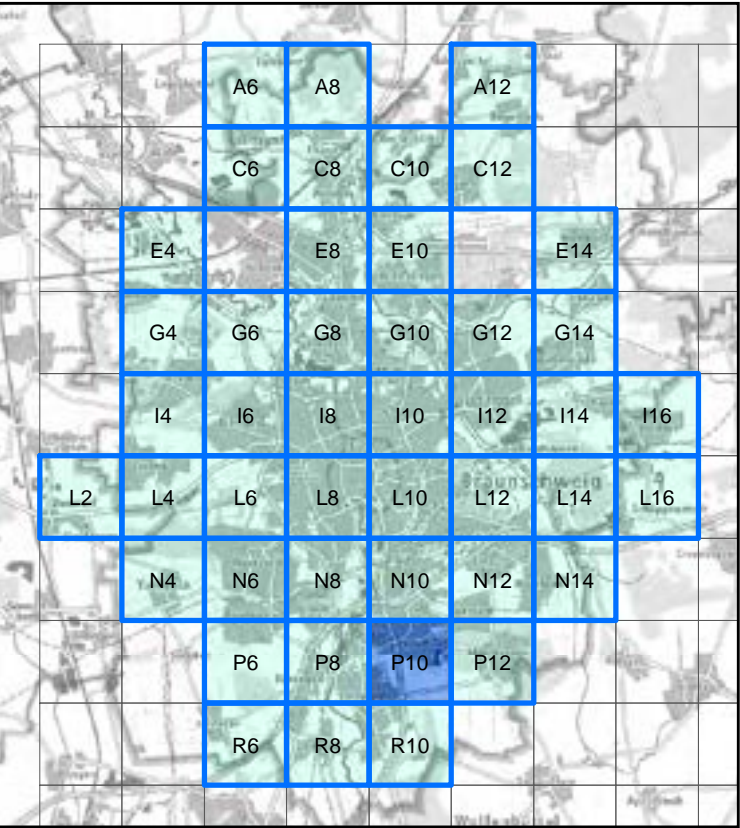 A6 A8 A12
C6 C8 C10 C12
E4 E8 E10 E14
G4 G6 G8 G10 G12 G14
I4 I6 I8 I10 I12 I14 I16
Braunschweig
L2 L4 L6 L8 L10 L12 L14 L16
N4 N6 N8 N10 N12 N14
P6 P8 P10 P12
R6 R8 R10
Wolfenbüttel